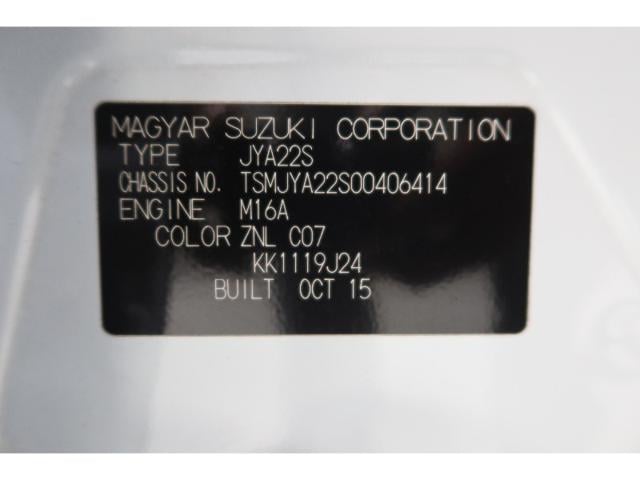 MAGYAR SUZUKI CORPORATION
TYPE JYA22S
CHASSIS NO. TSMJYA22S00406414
ENGINE M16A
COLOR ZNL C07
KK1119J24
BUILT OCT 15